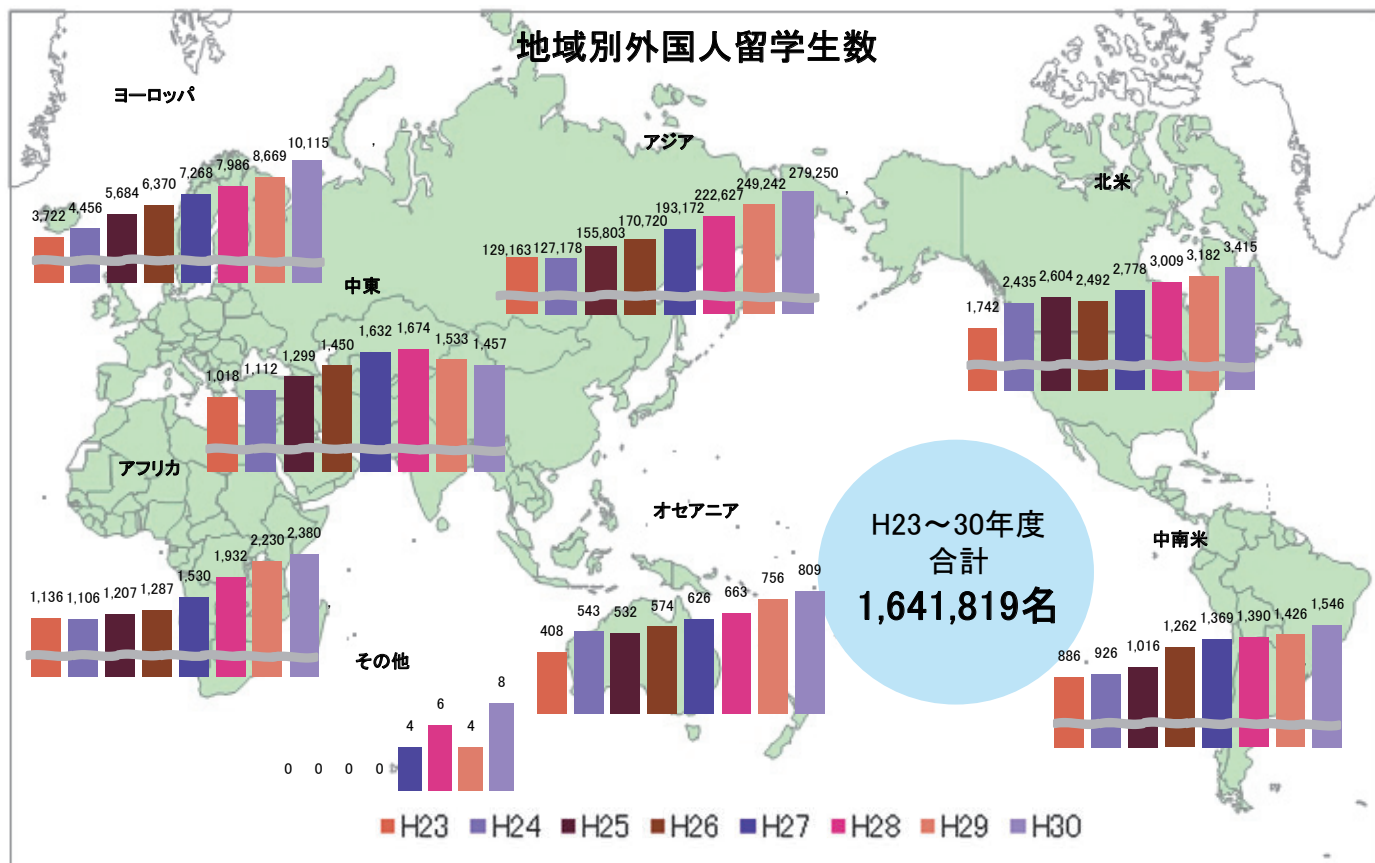 地域別外国人留学生数
ヨーロッパ
3,722 4,456 5,684 6,370 7,268 7,986 8,669 10,115
アジア
129,163 127,178 155,803 170,720 193,172 222,627 249,242 279,250
北米
1,742 2,435 2,604 2,492 2,778 3,009 3,182 3,415
中東
1,018 1,112 1,299 1,450 1,632 1,674 1,533 1,457
アフリカ
1,136 1,106 1,207 1,287 1,530 1,932 2,230 2,380
オセアニア
408 543 532 574 626 663 756 809
H23～30年度
合計
1,641,819名
中南米
886 926 1,016 1,262 1,369 1,390 1,426 1,546
その他
0 0 0 0 4 6 4 8
H23 H24 H25 H26 H27 H28 H29 H30